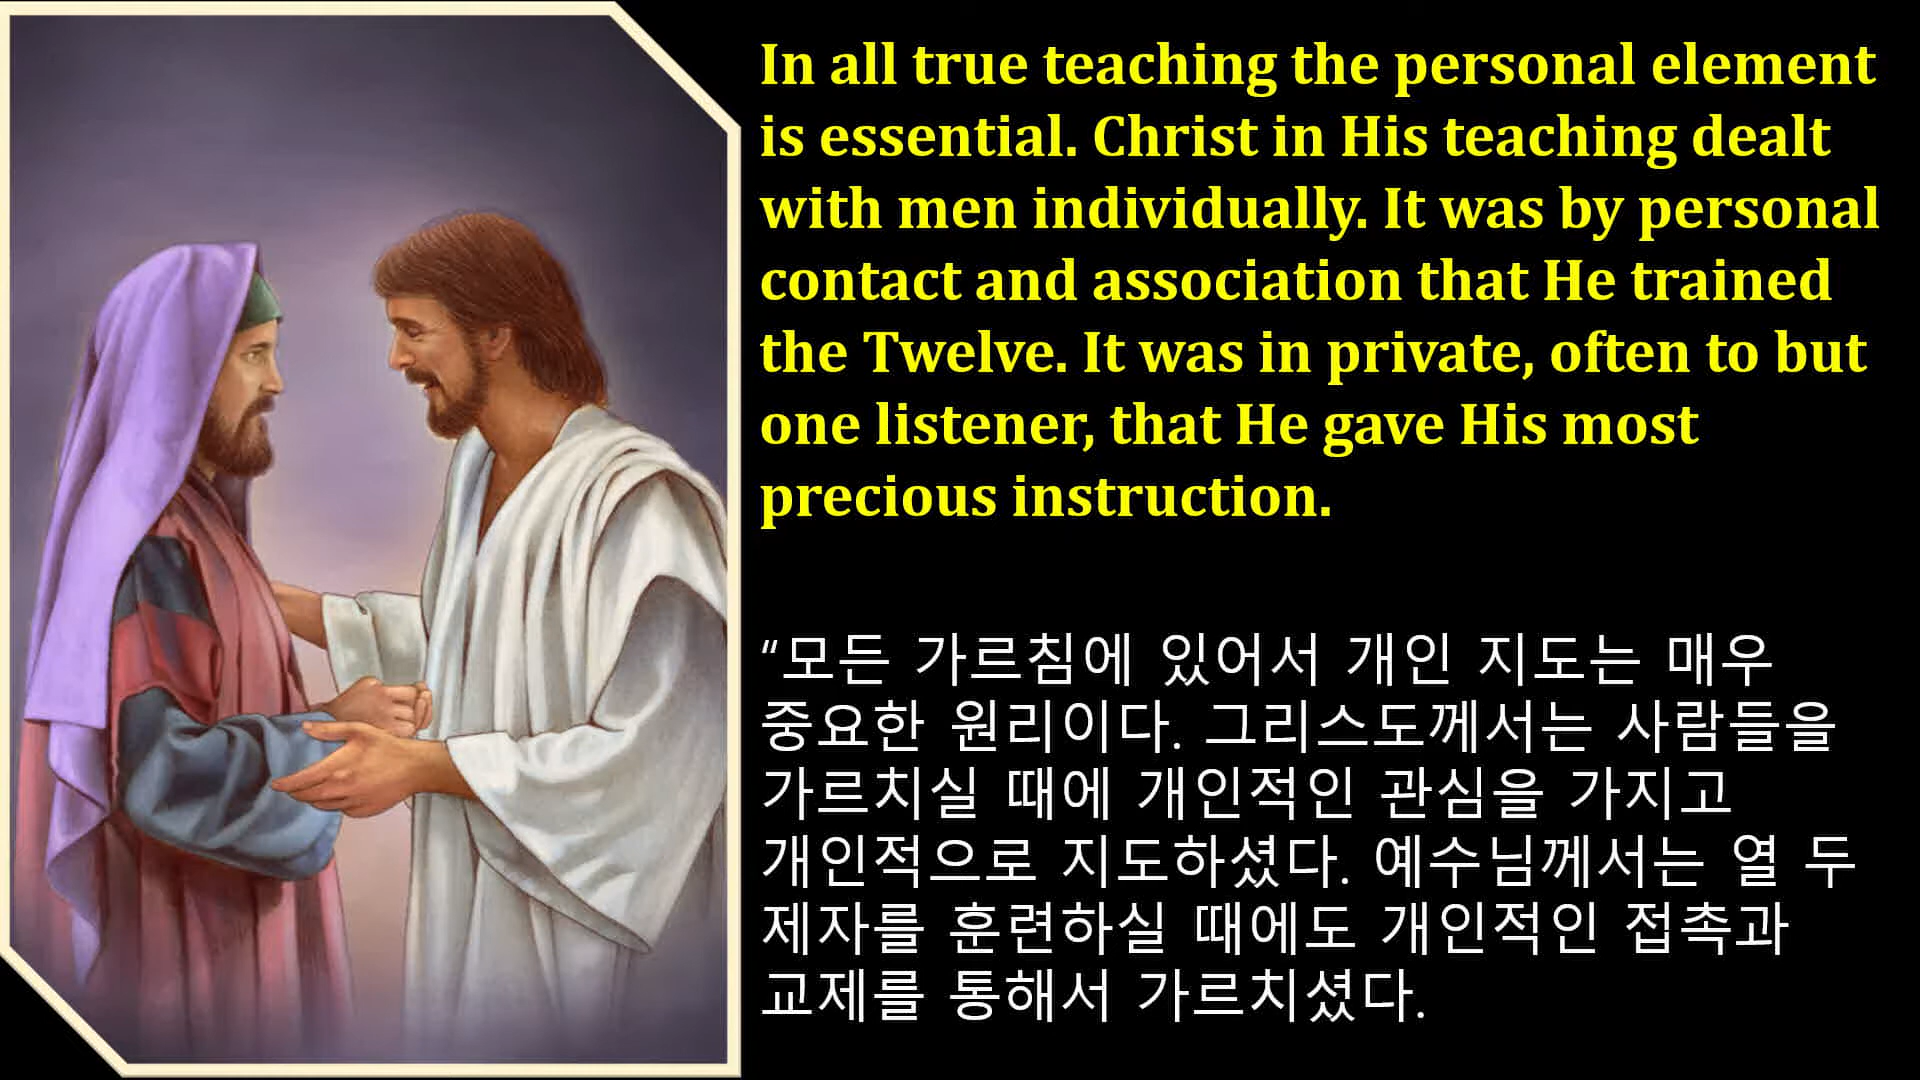 In all true teaching the personal element
is essential. Christ in His teaching dealt
with men individually. It was by personal
contact and association that He trained
the Twelve. It was in private, often to but
one listener, that He gave His most
precious instruction.
“모든 가르침에 있어서 개인 지도는 매우
중요한 원리이다. 그리스도께서는 사람들을
가르치실 때에 개인적인 관심을 가지고
개인적으로 지도하셨다. 예수님께서는 열 두
제자를 훈련하실 때에도 개인적인 접촉과
교제를 통해서 가르치셨다.